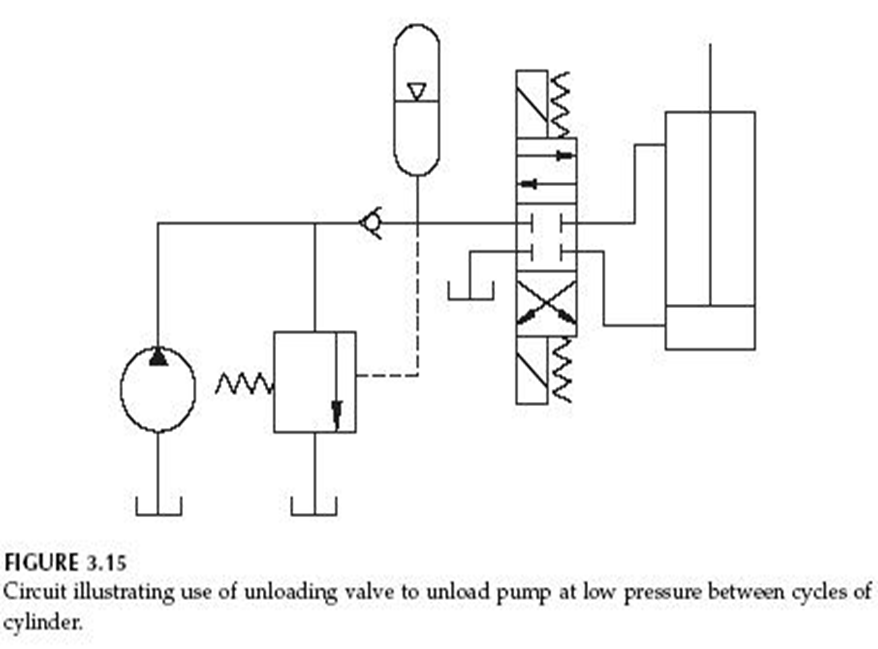 FIGURE 3.15
Circuit illustrating use of unloading valve to unload pump at low pressure between cycles of
cylinder.